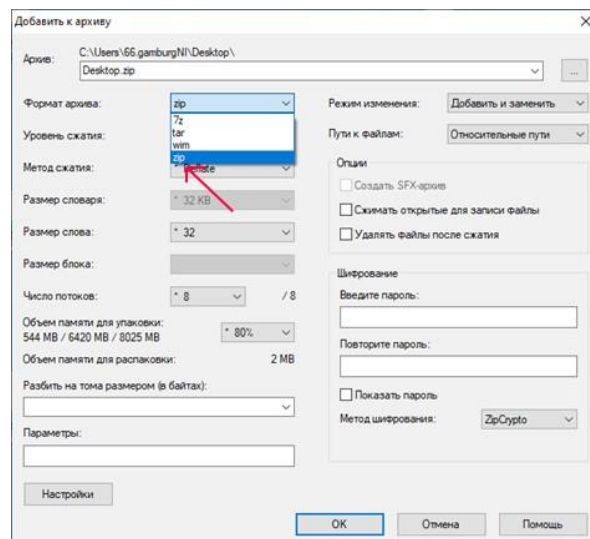 Добавить к архиву
Архив:
C:\Users\66.gamburgNI\Desktop\
Desktop.zip
...
Формат архива:
zip
7z
tar
wim
zip
Уровень сжатия:
Метод сжатия:
* Deflate
Размер словаря:
* 32 KB
Размер слова:
* 32
Размер блока:
Число потоков:
* 8
/ 8
Объем памяти для упаковки:
544 MB / 6420 MB / 8025 MB
* 80%
Объем памяти для распаковки:
2 MB
Разбить на тома размером (в байтах):
Параметры:
Настройки
Режим изменения:
Добавить и заменить
Пути к файлам:
Относительные пути
Опции
Создать SFX-архив
Сжимать открытые для записи файлы
Удалять файлы после сжатия
Шифрование
Введите пароль:
Повторите пароль:
Показать пароль
Метод шифрования:
ZipCrypto
OK
Отмена
Помощь